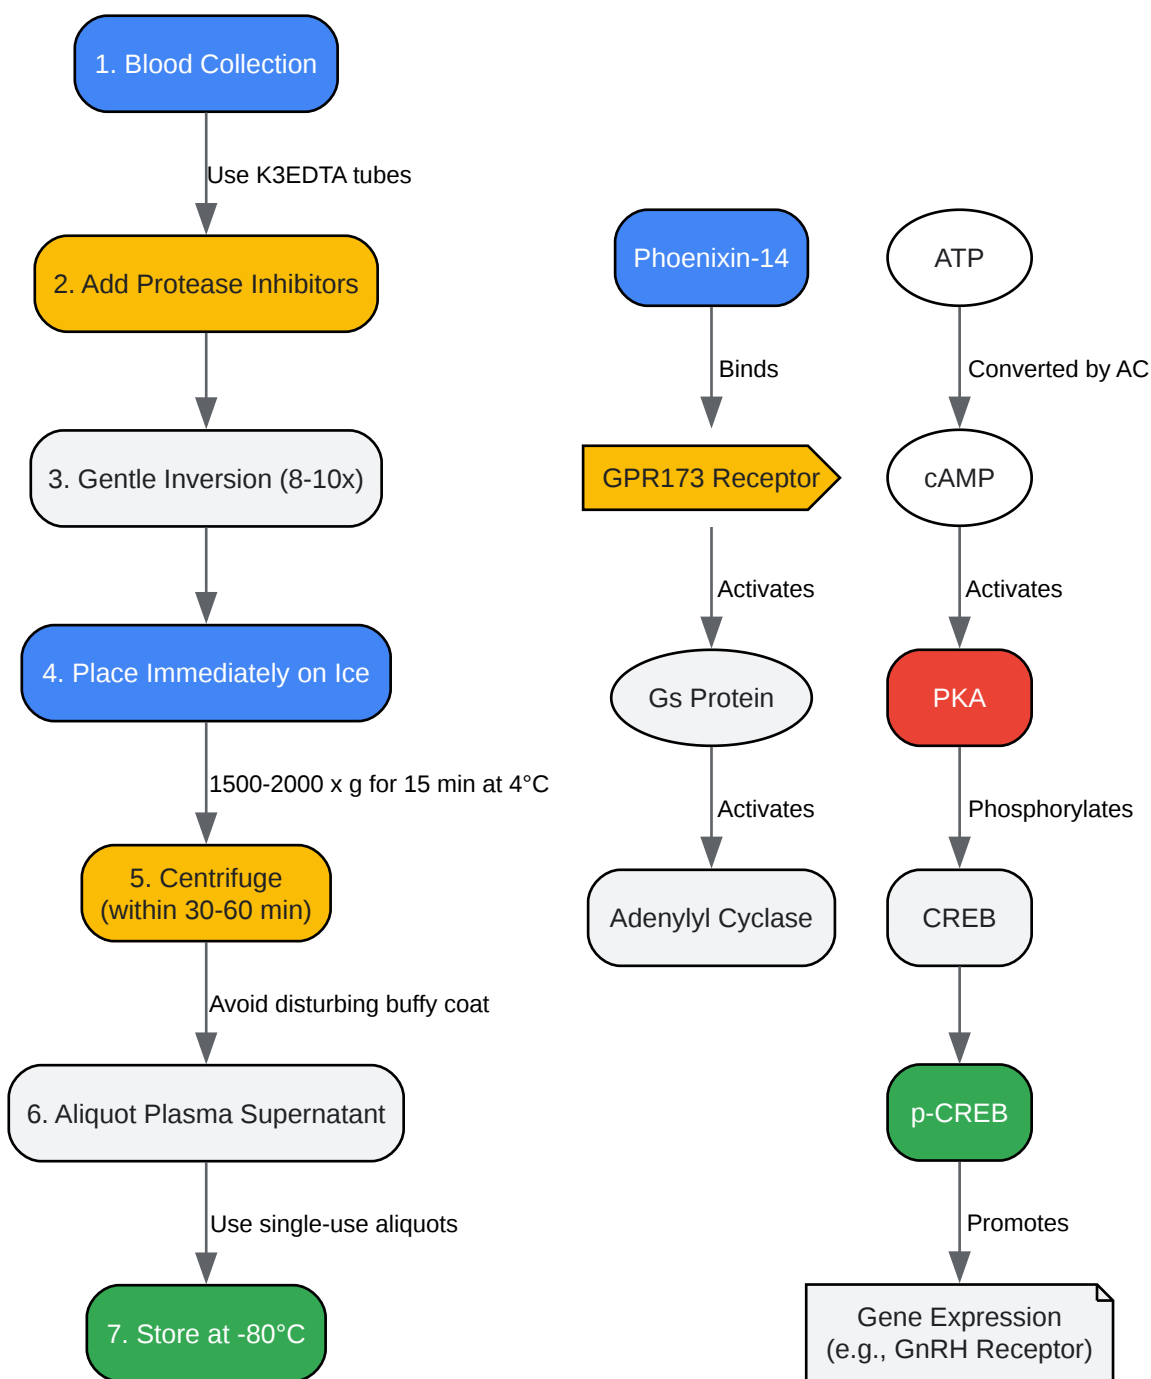 1. Blood Collection
Use K3EDTA tubes
2. Add Protease Inhibitors
3. Gentle Inversion (8-10x)
4. Place Immediately on Ice
1500-2000 x g for 15 min at 4°C
5. Centrifuge
(within 30-60 min)
Avoid disturbing buffy coat
6. Aliquot Plasma Supernatant
Use single-use aliquots
7. Store at -80°C
Phoenixin-14
Binds
GPR173 Receptor
Activates
Gs Protein
Activates
Adenylyl Cyclase
ATP
Converted by AC
cAMP
Activates
PKA
Phosphorylates
CREB
p-CREB
Promotes
Gene Expression
(e.g., GnRH Receptor)